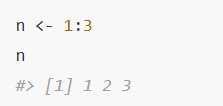 n <- 1:3
n
#> [1] 1 2 3